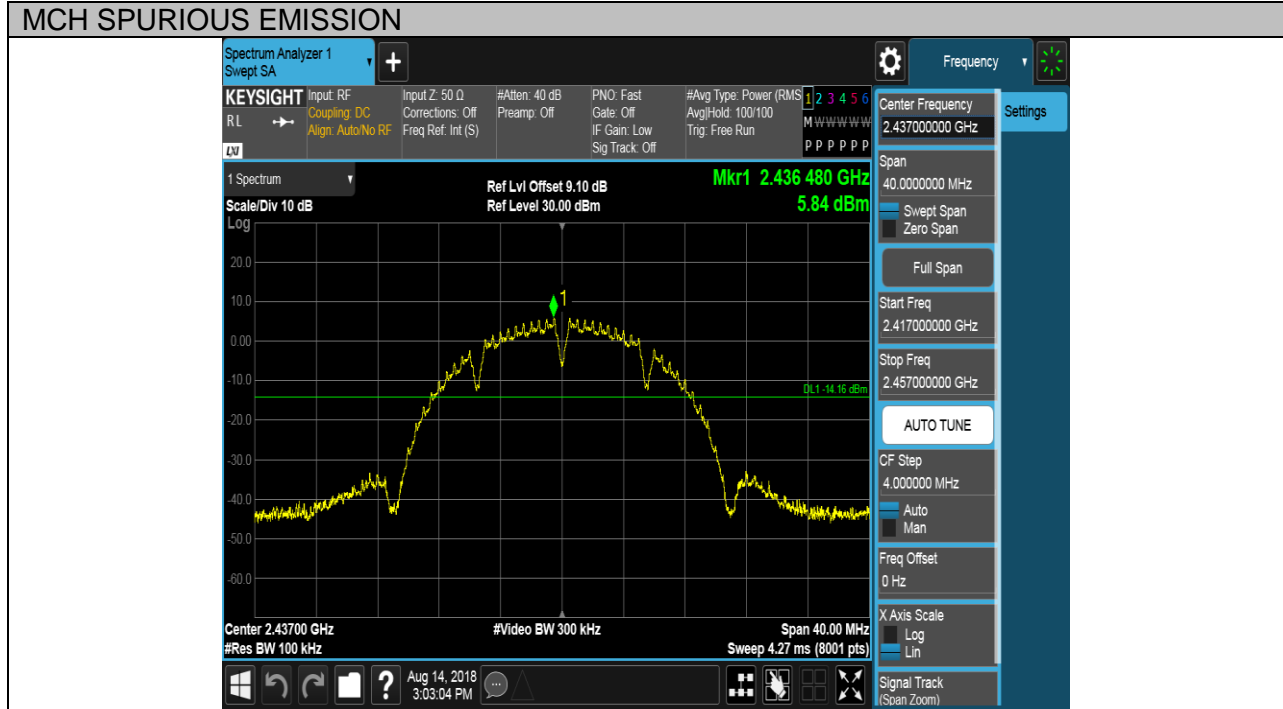 MCH SPURIOUS EMISSION
Spectrum Analyzer 1
Swept SA
+
Frequency
KEYSIGHT
RL
LXI
Input: RF
Coupling: DC
Align: Auto/No RF
Input Z: 50 Ω
Corrections: Off
Freq Ref: Int (S)
#Atten: 40 dB
Preamp: Off
PNO: Fast
Gate: Off
IF Gain: Low
Sig Track: Off
#Avg Type: Power (RMS
Avg|Hold: 100/100
Trig: Free Run
1 2 3 4 5 6
M W W W W W
P P P P P P
1 Spectrum
Scale/Div 10 dB
Log
Ref Lvl Offset 9.10 dB
Ref Level 30.00 dBm
Mkr1 2.436 480 GHz
5.84 dBm
20.0
10.0
0.00
-10.0
-20.0
-30.0
-40.0
-50.0
-60.0
1
DL1 -14.16 dBm
Center 2.43700 GHz
#Res BW 100 kHz
#Video BW 300 kHz
Span 40.00 MHz
Sweep 4.27 ms (8001 pts)
?
Aug 14, 2018
3:03:04 PM
Center Frequency
2.437000000 GHz
Span
40.0000000 MHz
Swept Span
Zero Span
Full Span
Start Freq
2.417000000 GHz
Stop Freq
2.457000000 GHz
AUTO TUNE
CF Step
4.000000 MHz
Auto
Man
Freq Offset
0 Hz
X Axis Scale
Log
Lin
Signal Track
(Span Zoom)
Settings